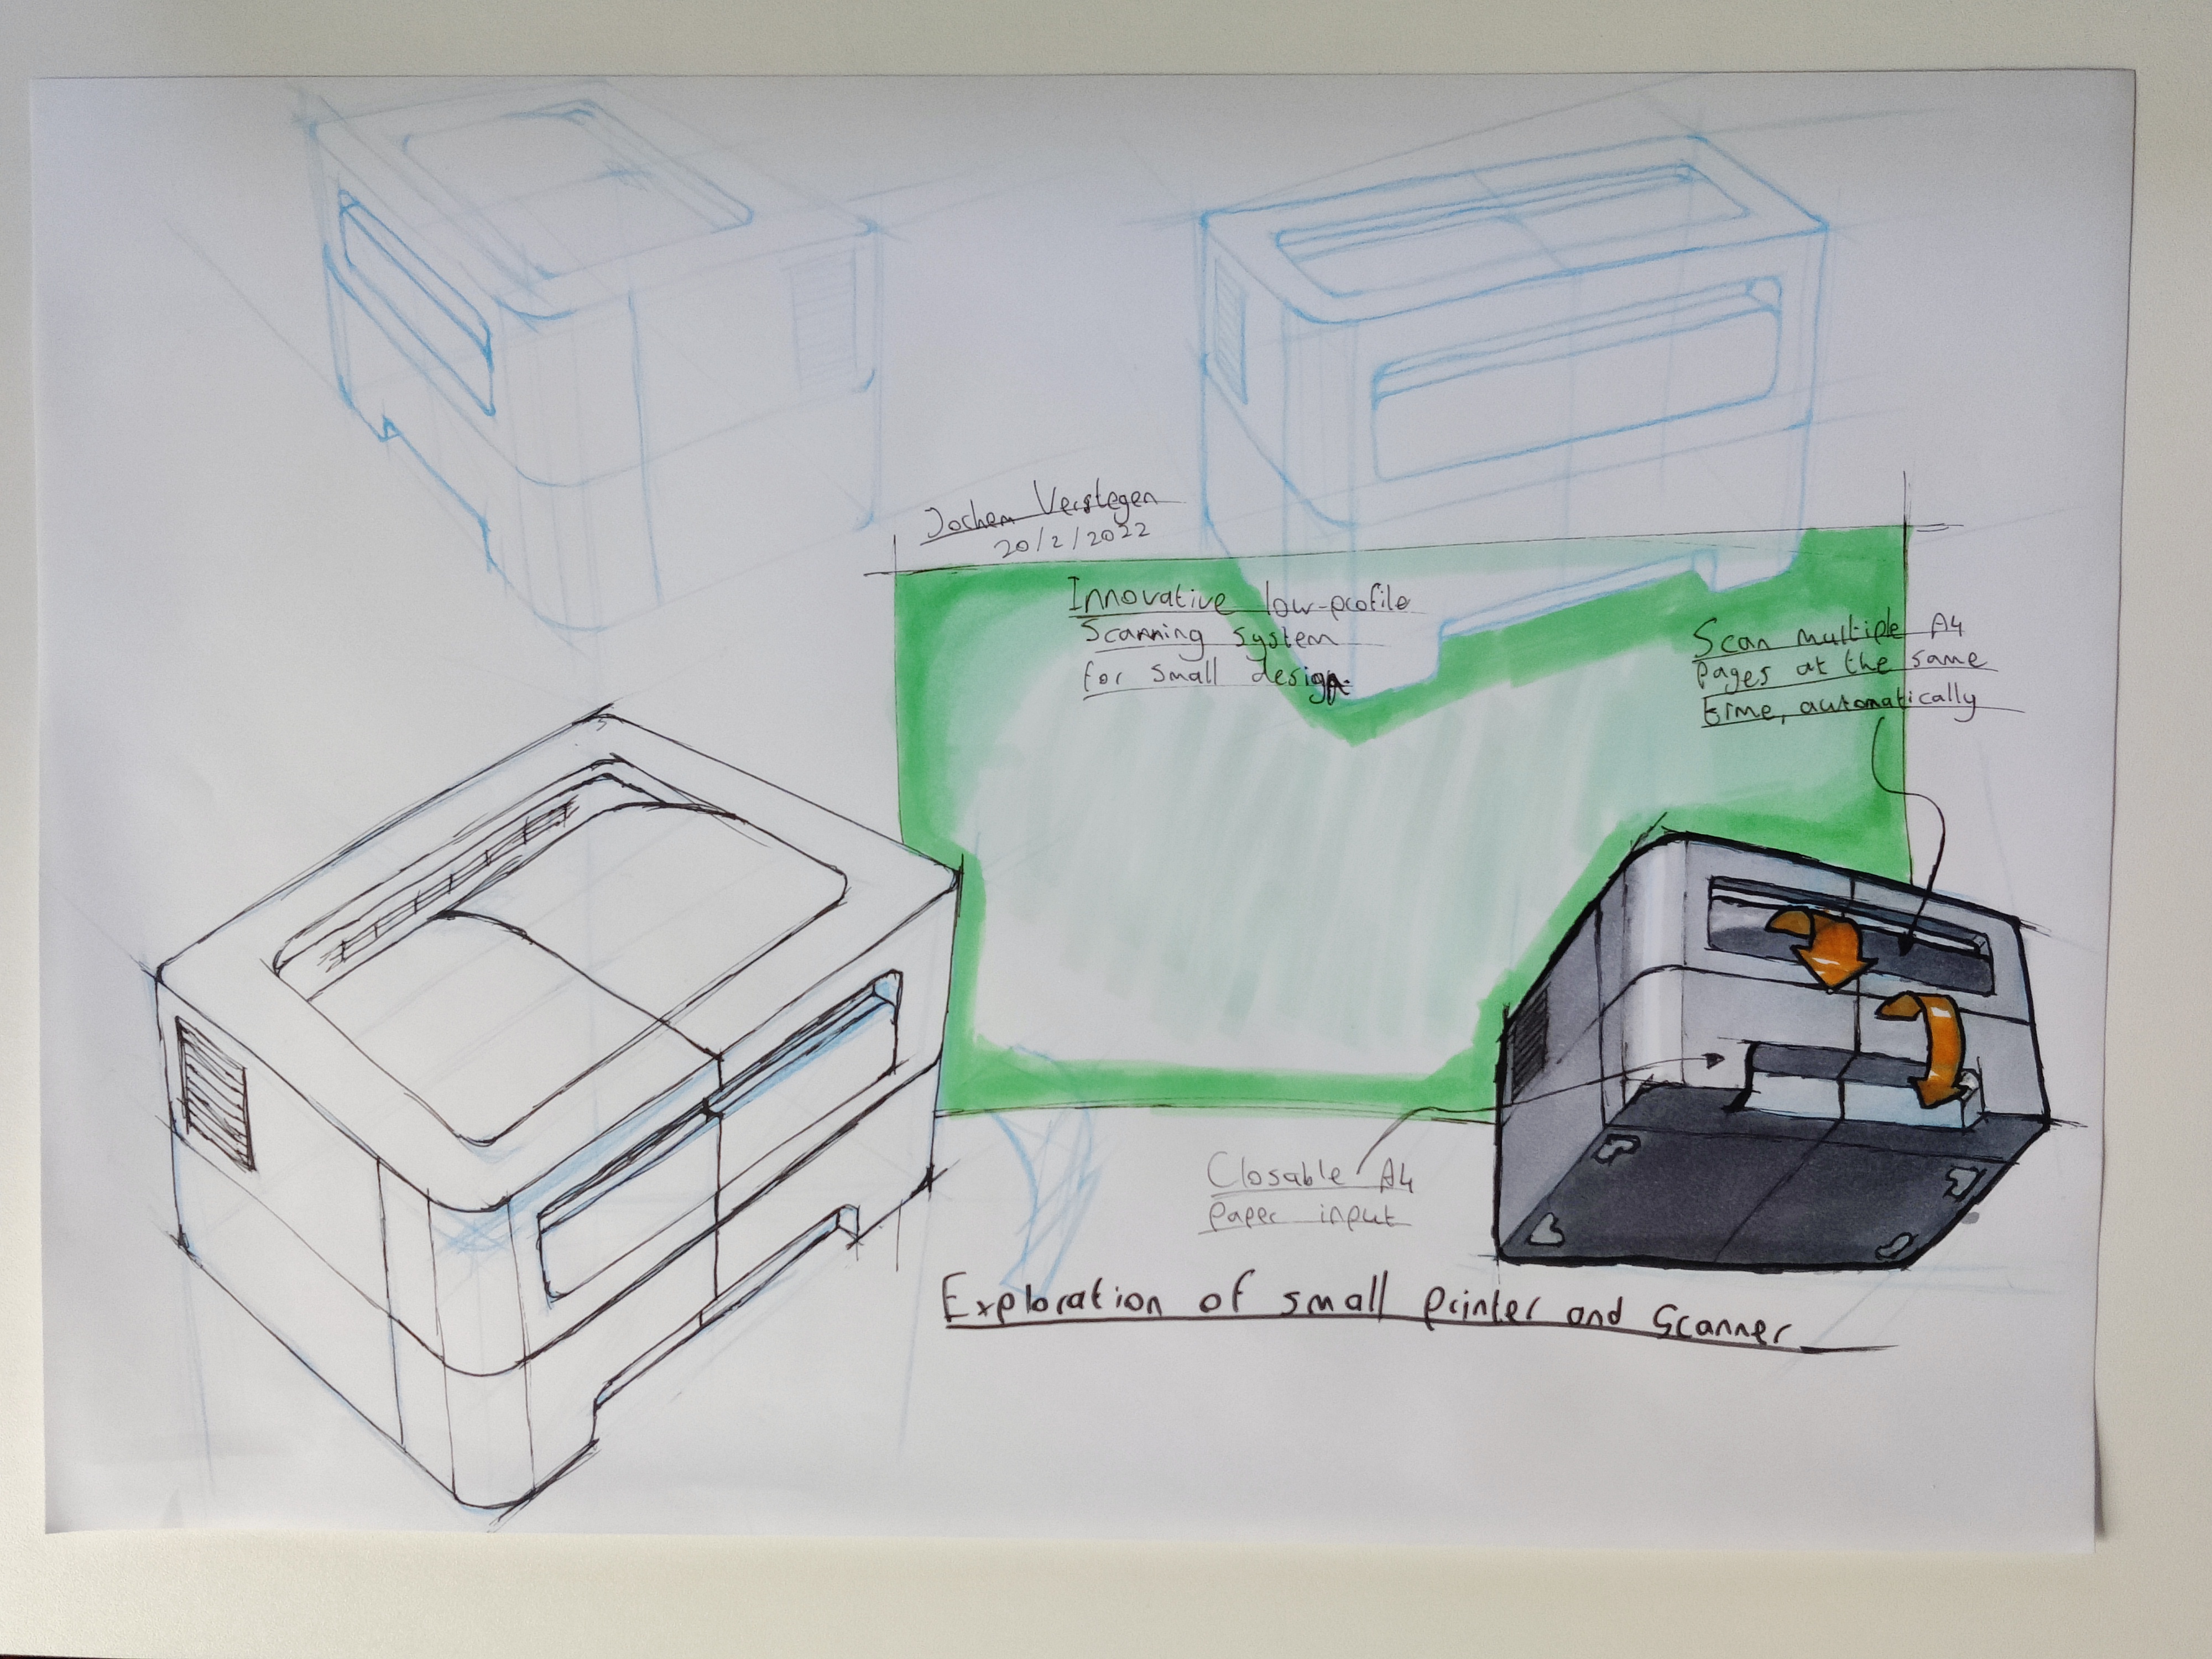 Jochem Verstegen
20/2/2022
Innovative low-profile
Scanning system
for small design.
Scan multiple A4
pages at the same
time, automatically
Closable A4
paper input
Exploration of small printer and scanner